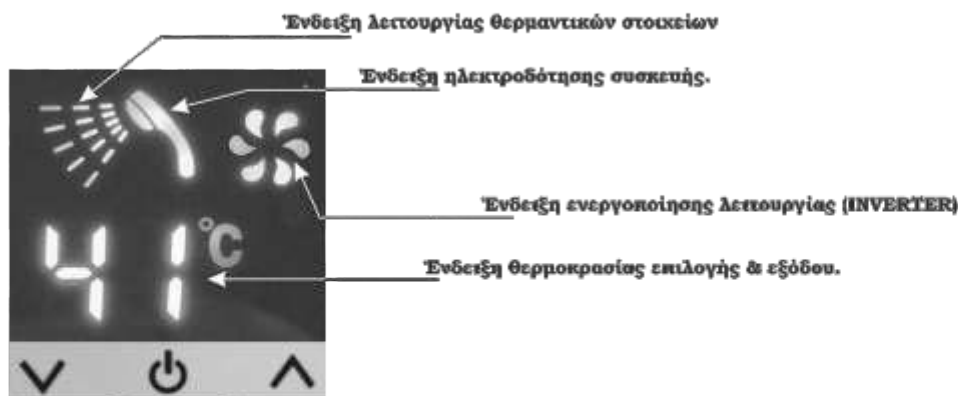 Ένδειξη λειτουργίας θερμαντικών στοιχείων
Ένδειξη ηλεκτροδότησης συσκευής.
Ένδειξη ενεργοποίησης λειτουργίας (INVERTER)
41 °C
Ένδειξη θερμοκρασίας επιλογής & εξόδου.